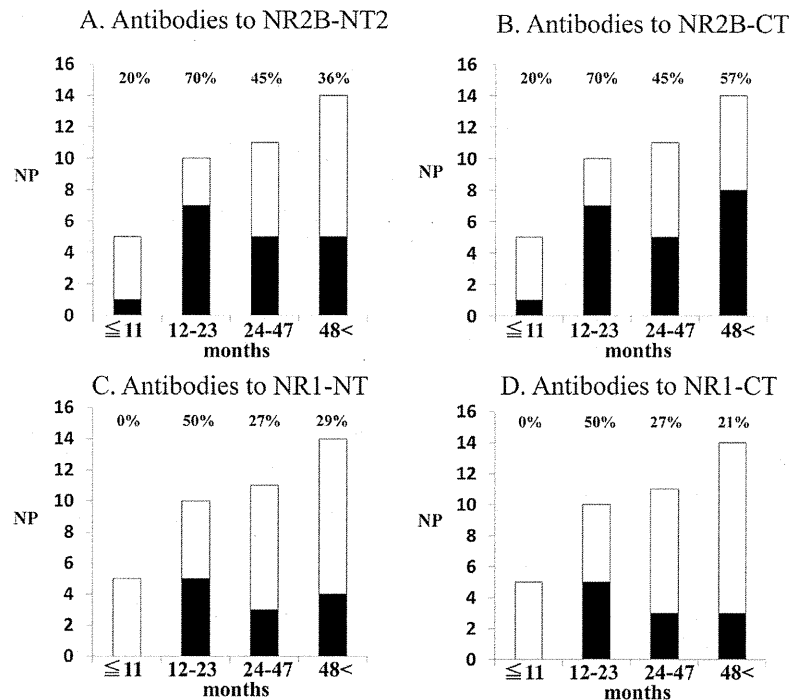 A. Antibodies to NR2B-NT2
20% 70% 45% 36%
16
14
12
10
8
6
4
2
0
NP
≦11 12-23 24-47 48<
months
B. Antibodies to NR2B-CT
20% 70% 45% 57%
16
14
12
10
8
6
4
2
0
NP
≦11 12-23 24-47 48<
months
C. Antibodies to NR1-NT
0% 50% 27% 29%
16
14
12
10
8
6
4
2
0
NP
≦11 12-23 24-47 48<
months
D. Antibodies to NR1-CT
0% 50% 27% 21%
16
14
12
10
8
6
4
2
0
NP
≦11 12-23 24-47 48<
months